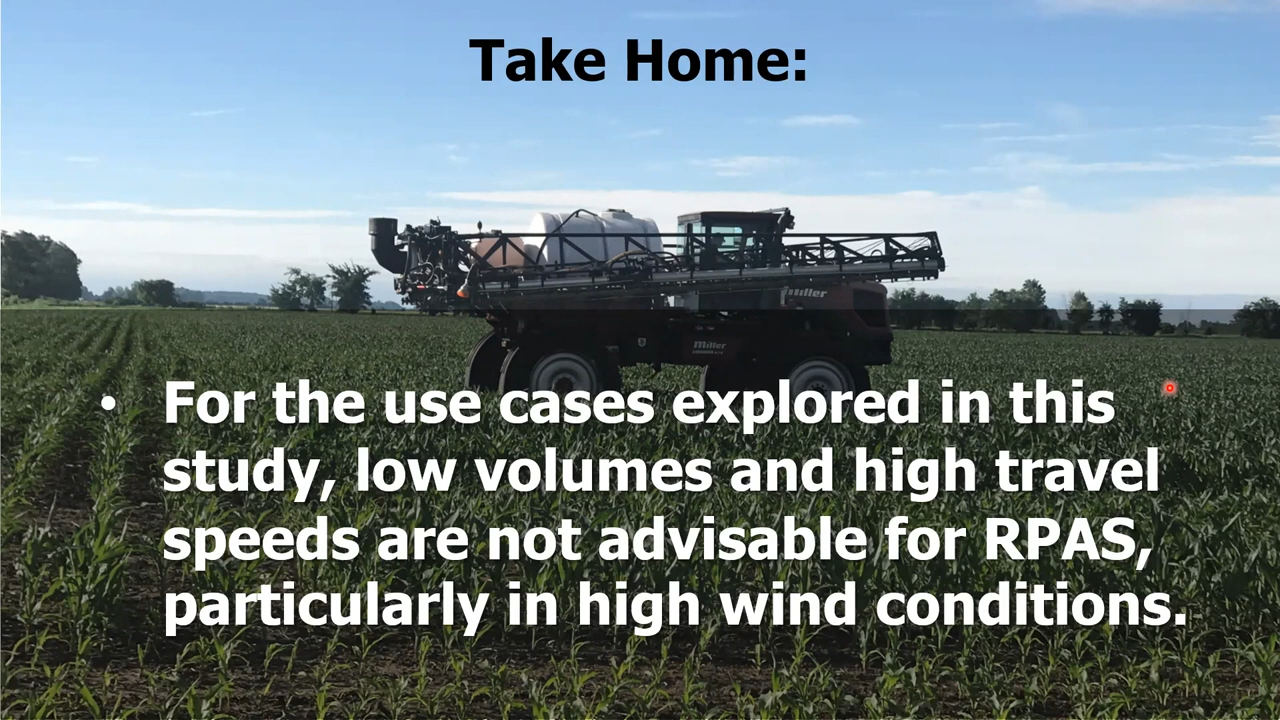 Take Home:
miller
miller
• For the use cases explored in this
study, low volumes and high travel
speeds are not advisable for RPAS,
particularly in high wind conditions.